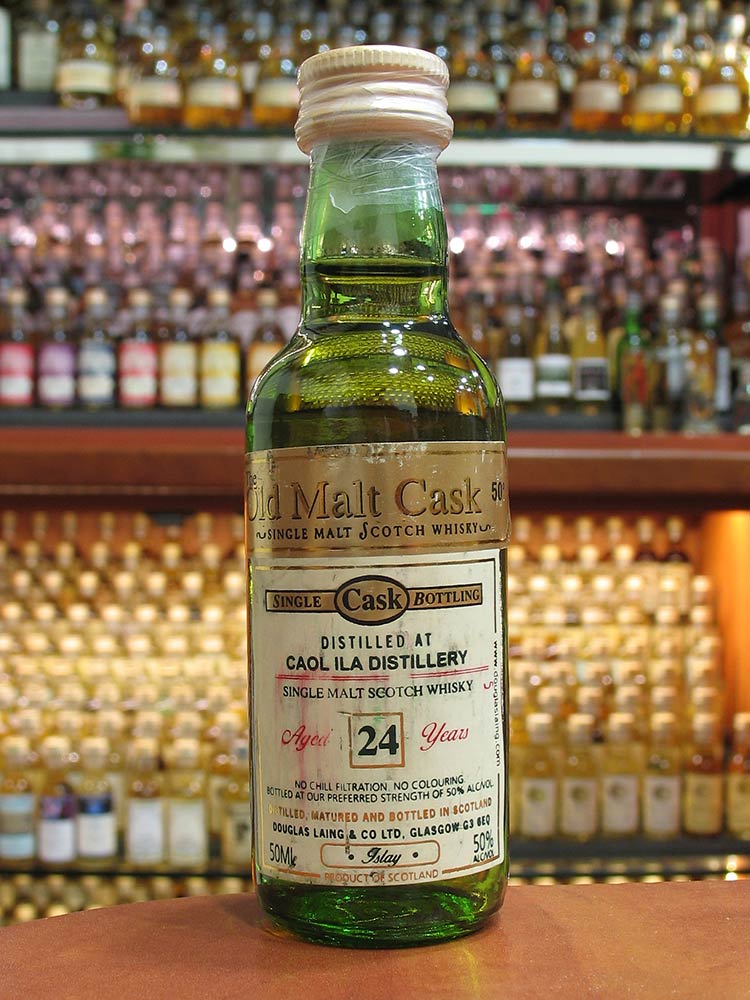 The
Old Malt Cask 50%
SINGLE MALT SCOTCH WHISKY
SINGLE Cask BOTTLING
DISTILLED AT
CAOL ILA DISTILLERY
SINGLE MALT SCOTCH WHISKY
Aged 24 Years
NO CHILL FILTRATION. NO COLOURING.
BOTTLED AT OUR PREFERRED STRENGTH OF 50% ALC/VOL
DISTILLED, MATURED AND BOTTLED IN SCOTLAND
DOUGLAS LAING & CO LTD, GLASGOW G3 6EQ
50ML • Islay • 50%
ALC/VOL
PRODUCT OF SCOTLAND
www.douglaslaing.com